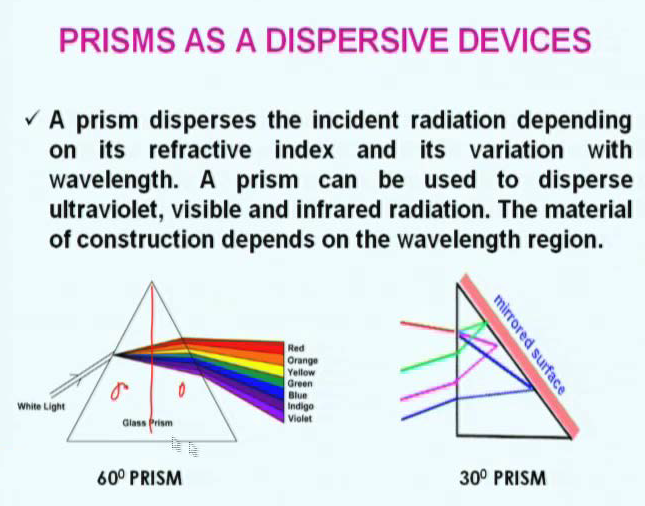 PRISMS AS A DISPERSIVE DEVICES
✓ A prism disperses the incident radiation depending
on its refractive index and its variation with
wavelength. A prism can be used to disperse
ultraviolet, visible and infrared radiation. The material
of construction depends on the wavelength region.
White Light
Glass Prism
Red
Orange
Yellow
Green
Blue
Indigo
Violet
60⁰ PRISM
mirrored surface
30⁰ PRISM